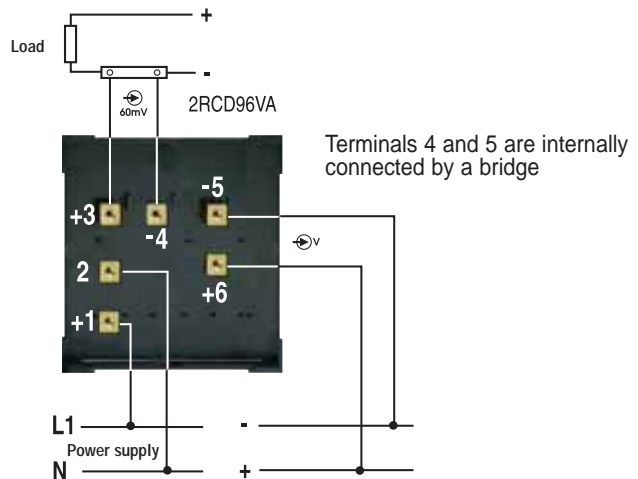 +
Load
-
60mV
2RCD96VA
Terminals 4 and 5 are internally
connected by a bridge
-5
+3
-4
V
2
+6
+1
L1
-
Power supply
N
+